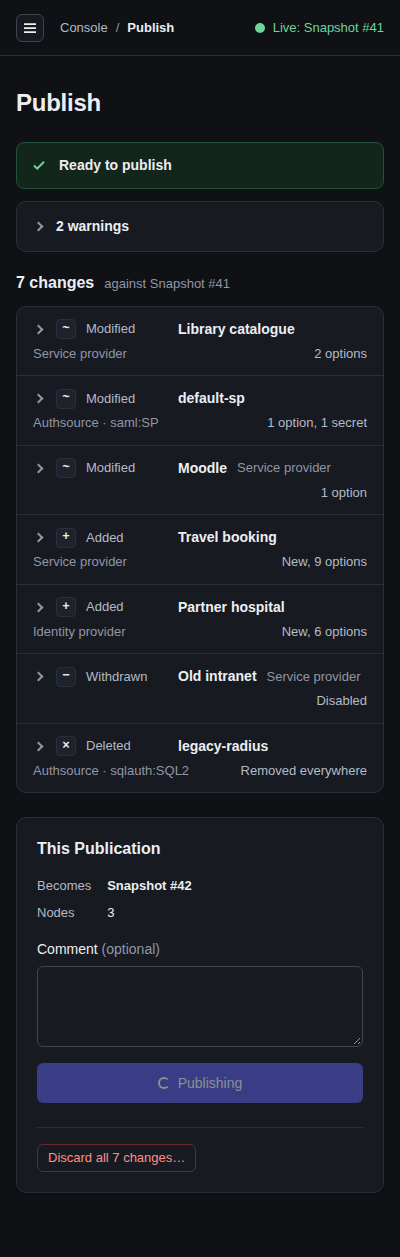 Console / Publish Live: Snapshot #41
Publish
Ready to publish
2 warnings
7 changes against Snapshot #41
~ Modified Library catalogue
Service provider 2 options
~ Modified default-sp
Authsource · saml:SP 1 option, 1 secret
~ Modified Moodle Service provider
1 option
+ Added Travel booking
Service provider New, 9 options
+ Added Partner hospital
Identity provider New, 6 options
− Withdrawn Old intranet Service provider
Disabled
× Deleted legacy-radius
Authsource · sqlauth:SQL2 Removed everywhere
This Publication
Becomes Snapshot #42
Nodes 3
Comment (optional)
Publishing
Discard all 7 changes…